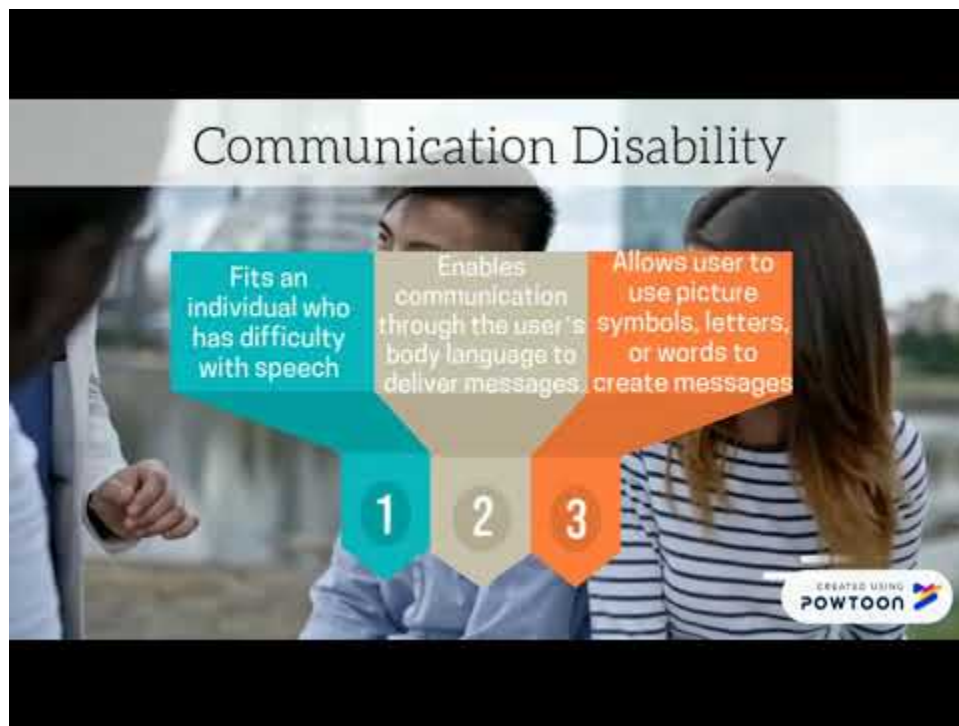 Communication Disability
Fits an
individual who
has difficulty
with speech
Enables
communication
through the user's
body language to
deliver messages
Allows user to
use picture
symbols, letters,
or words to
create messages
1
2
3
CREATED USING
POWTOON